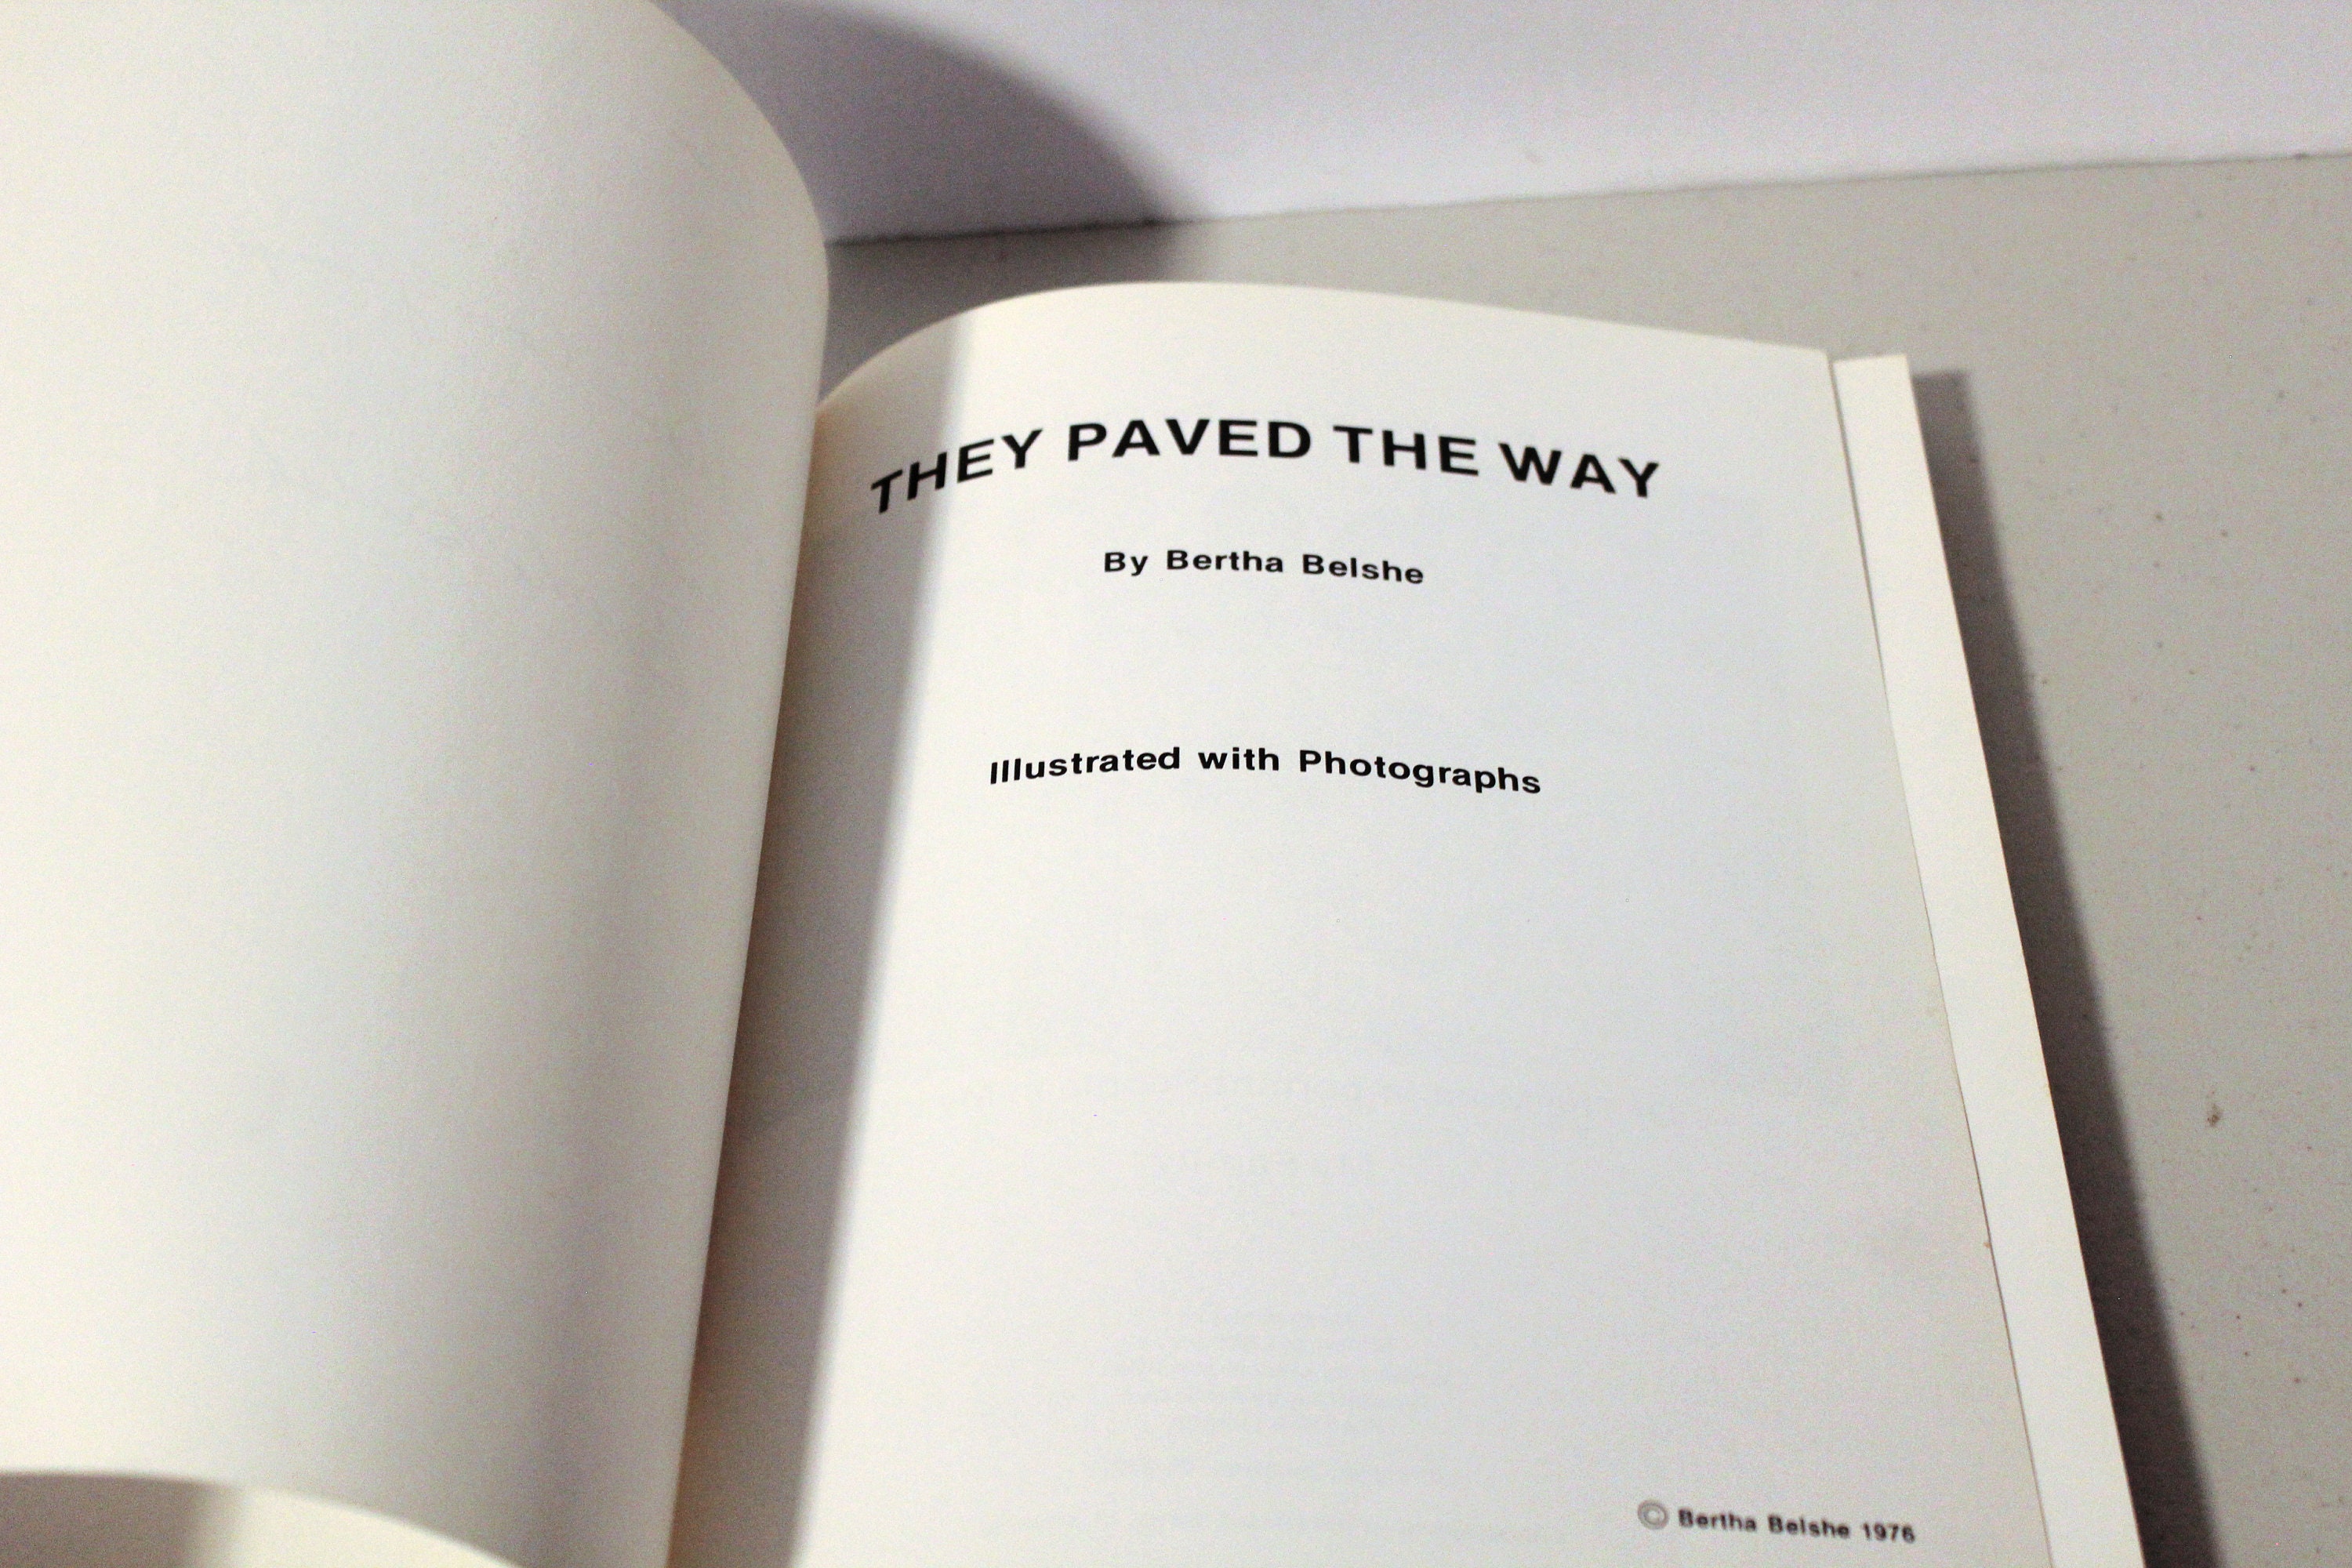 THEY PAVED THE WAY
By Bertha Belshe
Illustrated with Photographs
© Bertha Belshe 1976